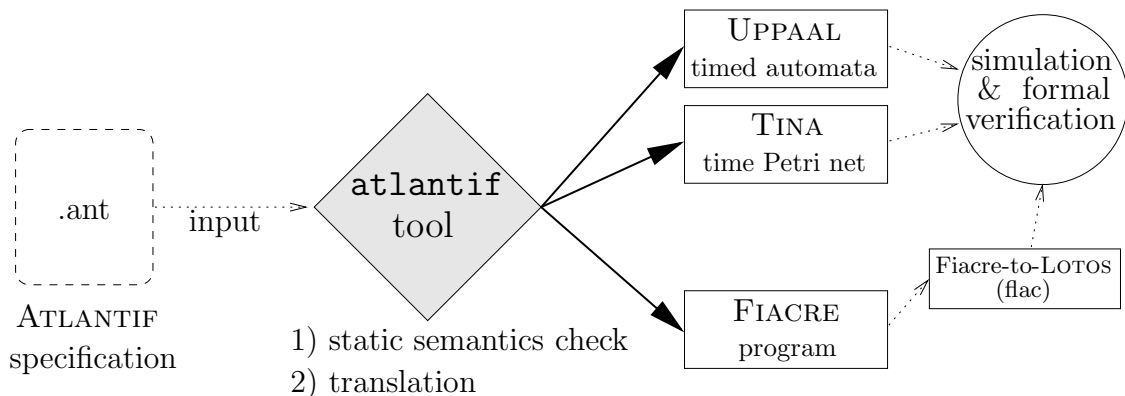 .ant
ATLANTIF
specification
input
atlantif
tool
1) static semantics check
2) translation
UPPAAL
timed automata
TINA
time Petri net
FIACRE
program
simulation
& formal
verification
Fiacre-to-LOTOS
(flac)